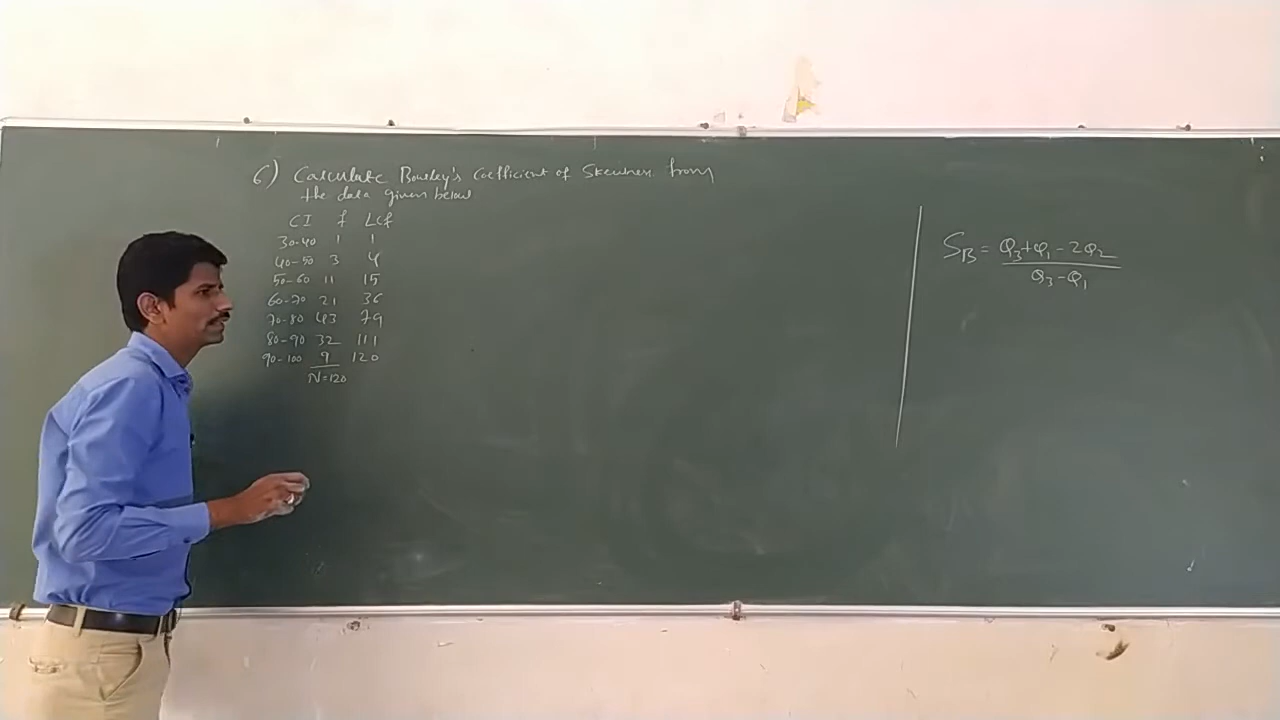 6) Calculate Bowley's Coefficient of Skewness from
the data given below
CI f Lcf
30-40 1 1
40-50 3 4
50-60 11 15
60-70 21 36
70-80 43 79
80-90 32 111
90-100 9 120
N=120
S_B = Q₃+Q₁-2Q₂
Q₃-Q₁